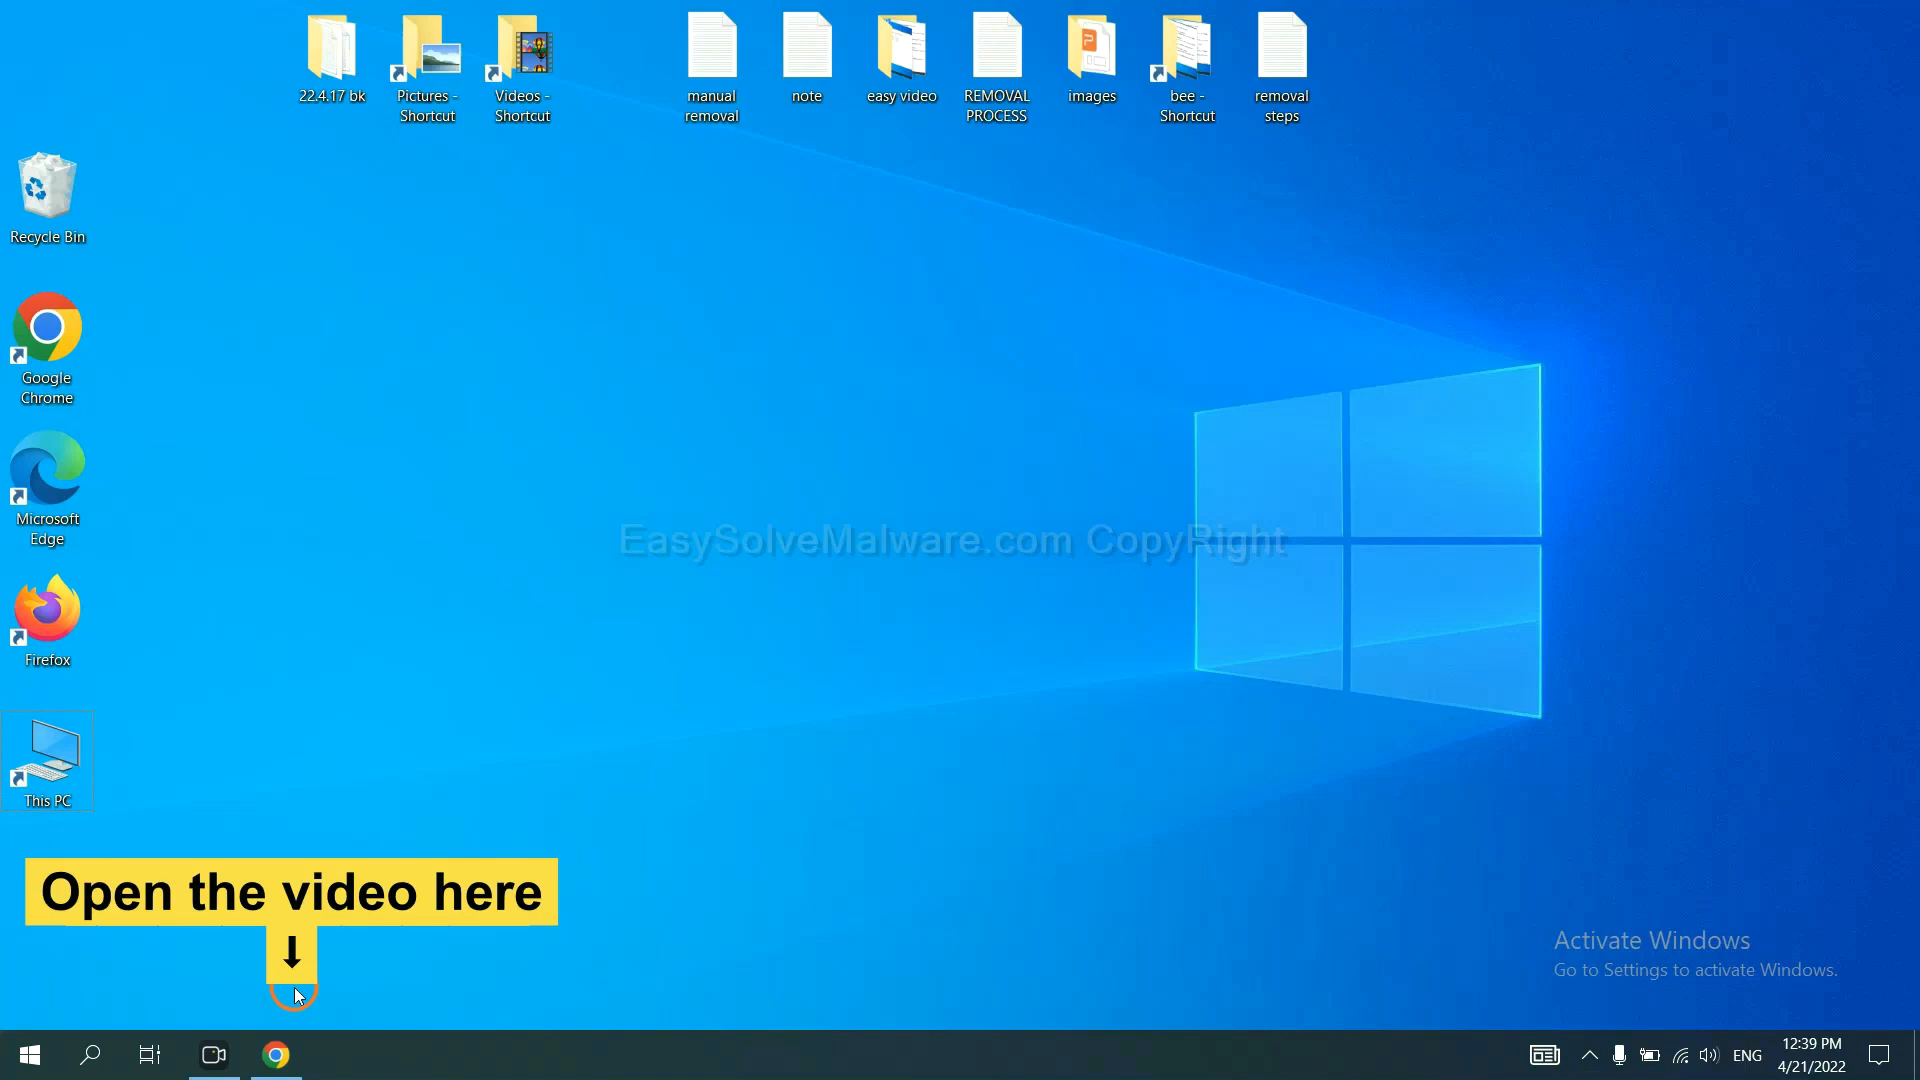 22.4.17 bk
Pictures -
Shortcut
Videos -
Shortcut
manual
removal
note
easy video
REMOVAL
PROCESS
images
bee -
Shortcut
removal
steps
Recycle Bin
Google
Chrome
Microsoft
Edge
Firefox
This PC
EasySolveMalware.com CopyRight
Open the video here
Activate Windows
Go to Settings to activate Windows.
ENG
12:39 PM
4/21/2022